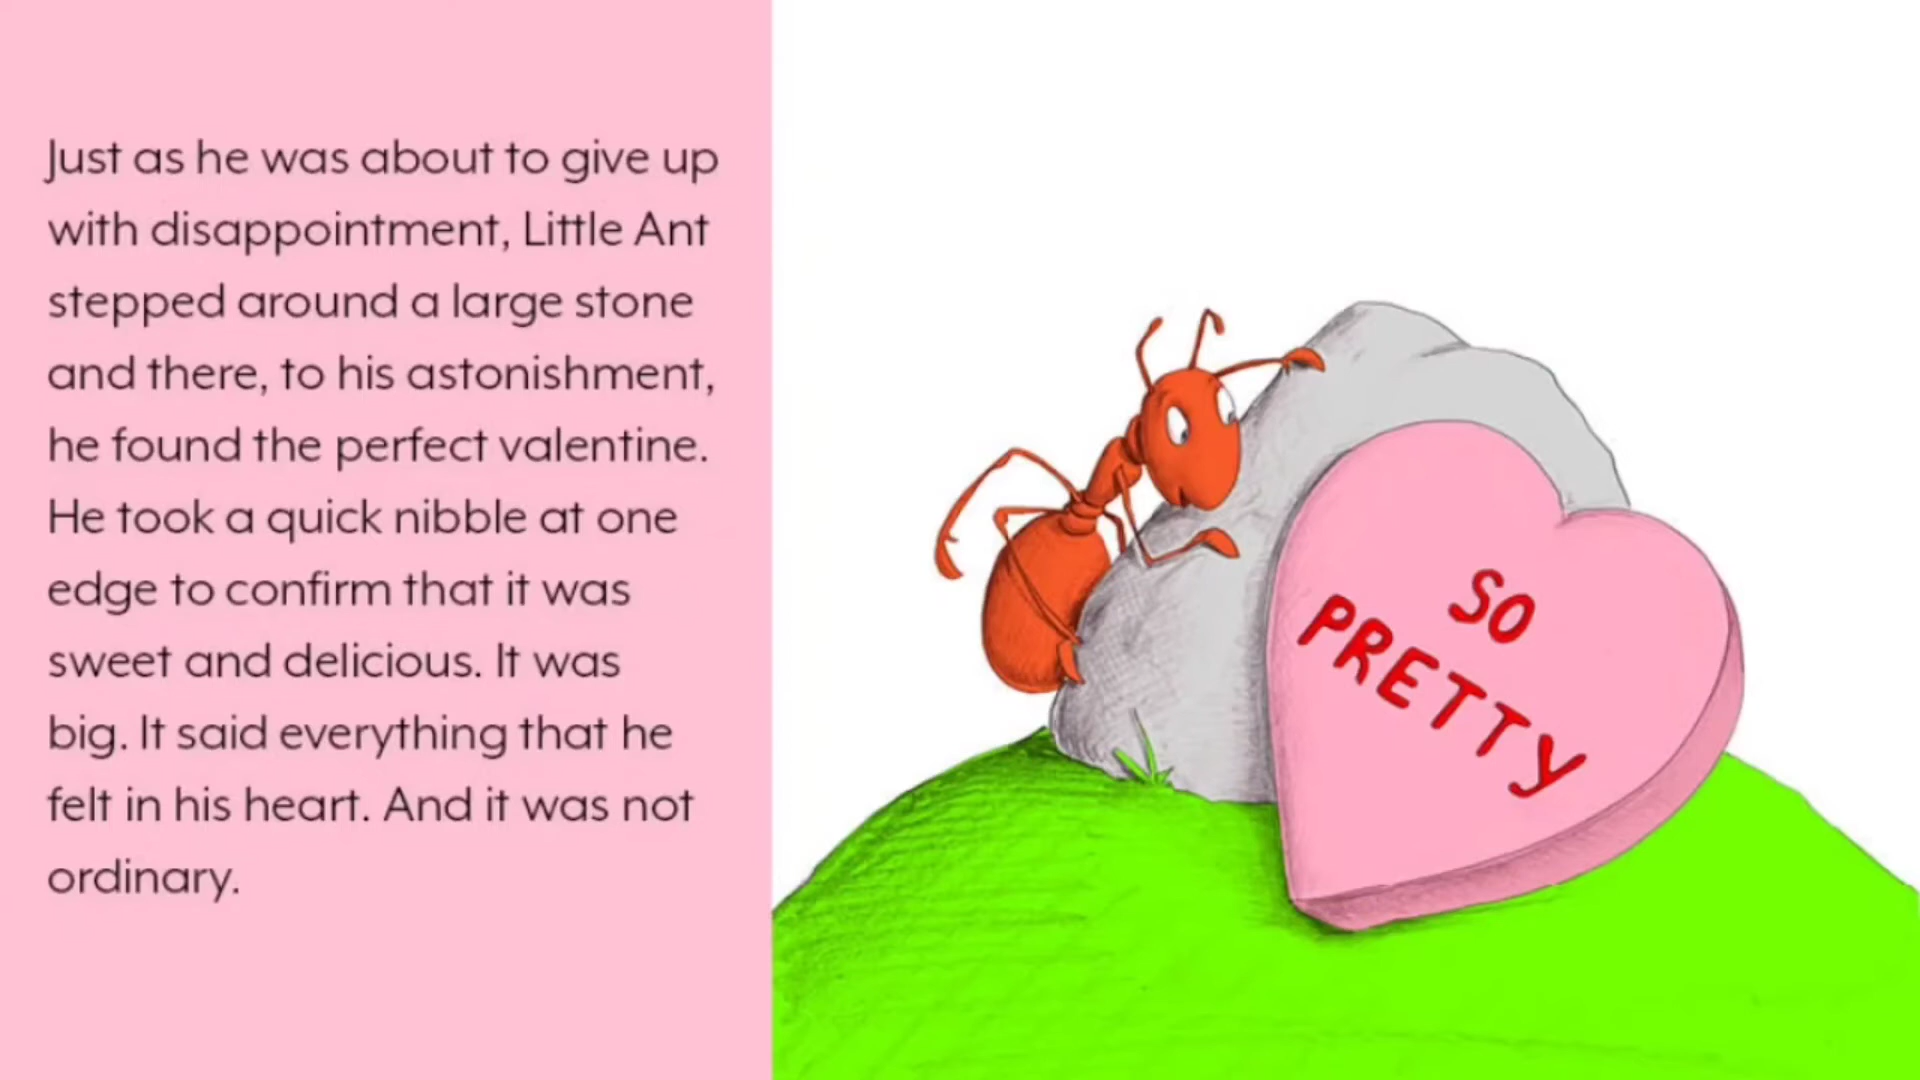 Just as he was about to give up
with disappointment, Little Ant
stepped around a large stone
and there, to his astonishment,
he found the perfect valentine.
He took a quick nibble at one
edge to confirm that it was
sweet and delicious. It was
big. It said everything that he
felt in his heart. And it was not
ordinary.
SO
PRETTY